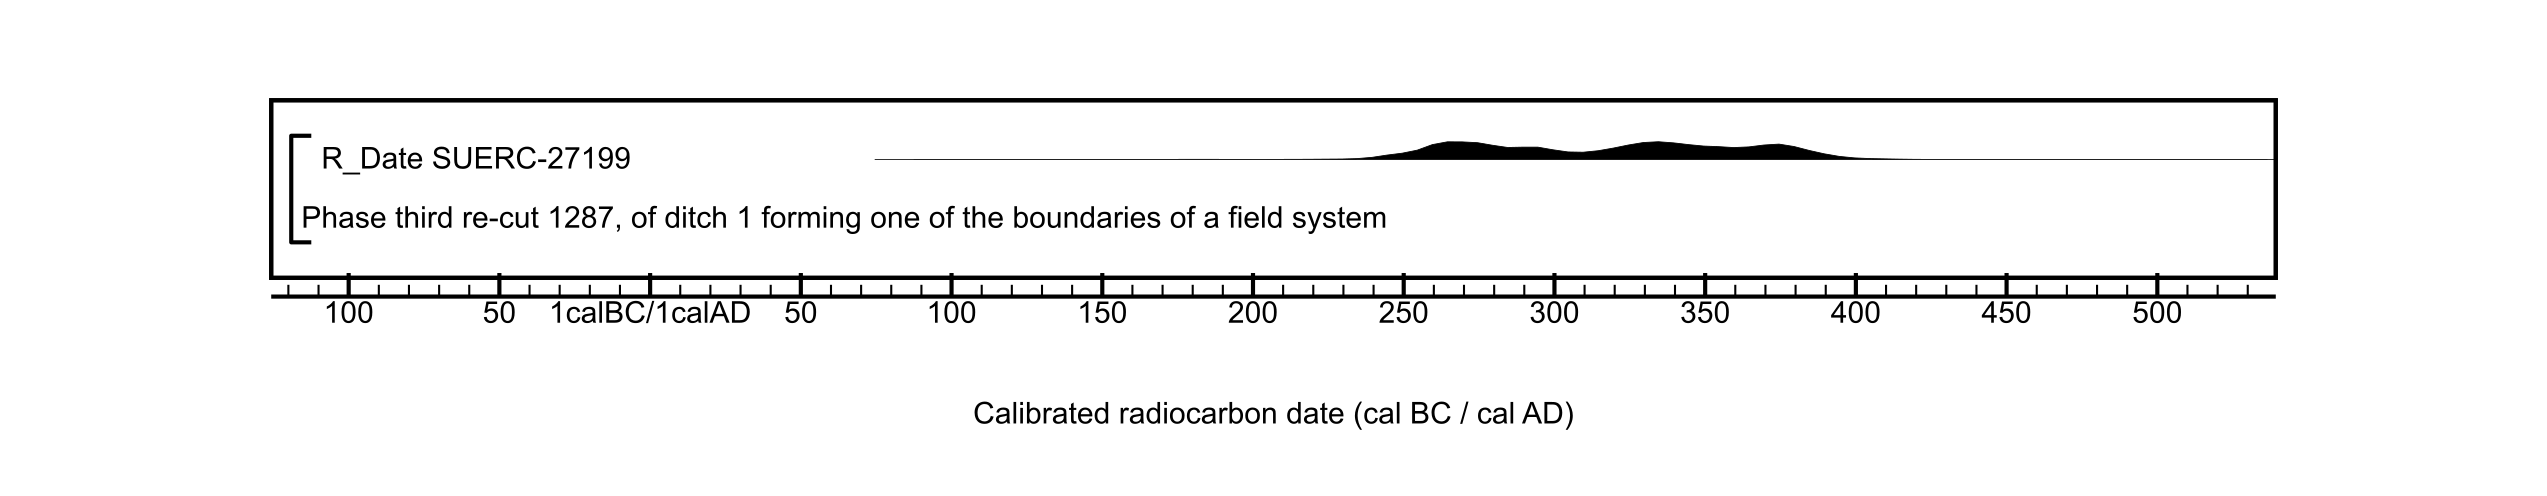 R_Date SUERC-27199
Phase third re-cut 1287, of ditch 1 forming one of the boundaries of a field system
100 50 1calBC/1calAD 50 100 150 200 250 300 350 400 450 500
Calibrated radiocarbon date (cal BC / cal AD)